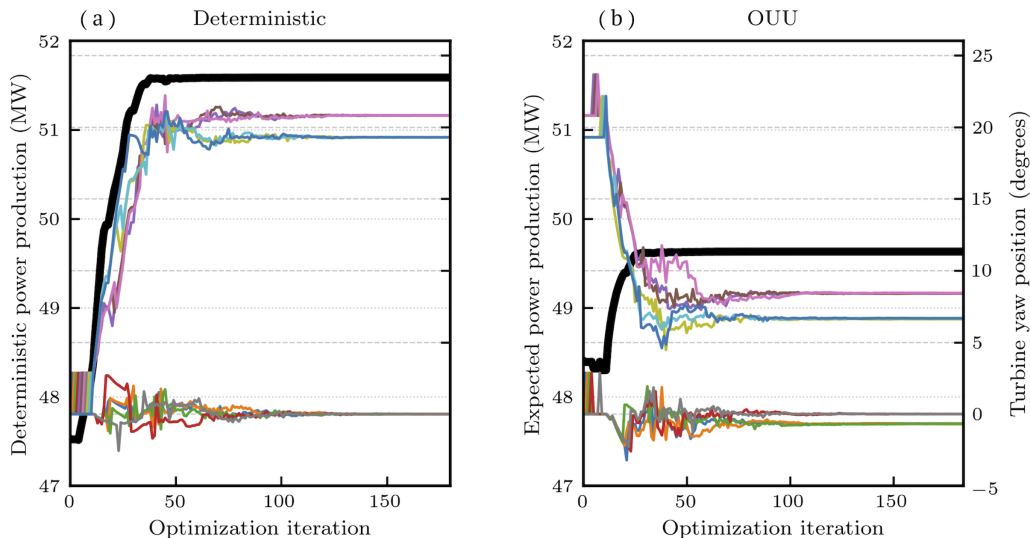 (a) Deterministic
(b) OUU
Deterministic power production (MW)
52
51
50
49
48
47
0 50 100 150
Optimization iteration
Expected power production (MW)
52
51
50
49
48
47
0 50 100 150
Optimization iteration
25
20
15
10
5
0
−5
Turbine yaw position (degrees)